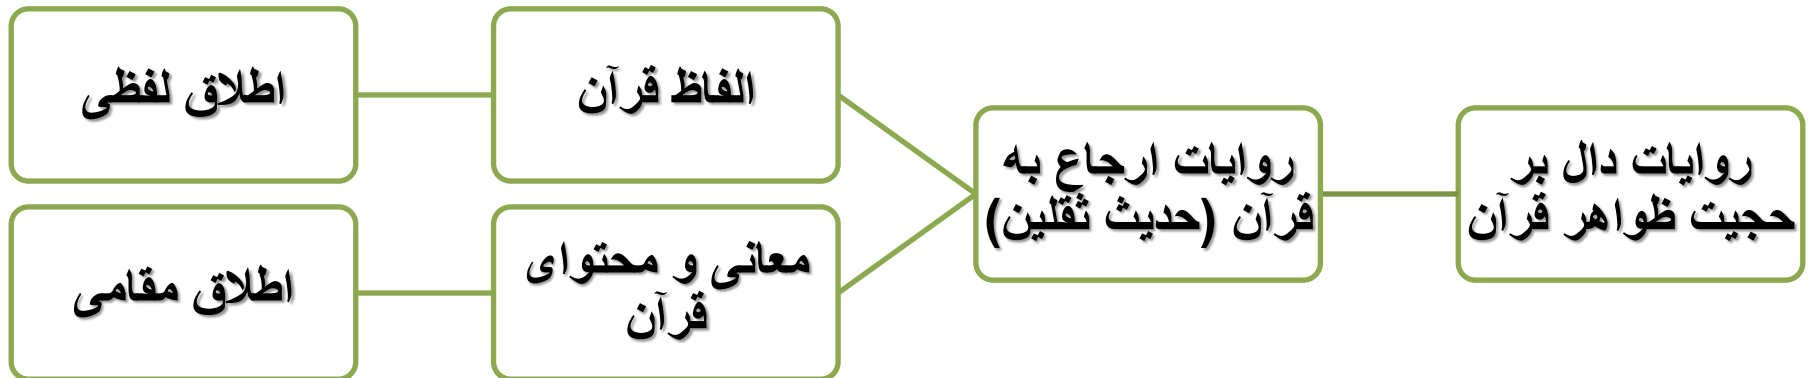 روایات دال بر
حجیت ظواهر قرآن
روایات ارجاع به
قرآن (حدیث ثقلین)
الفاظ قرآن
اطلاق لفظی
معانی و محتوای
قرآن
اطلاق مقامی